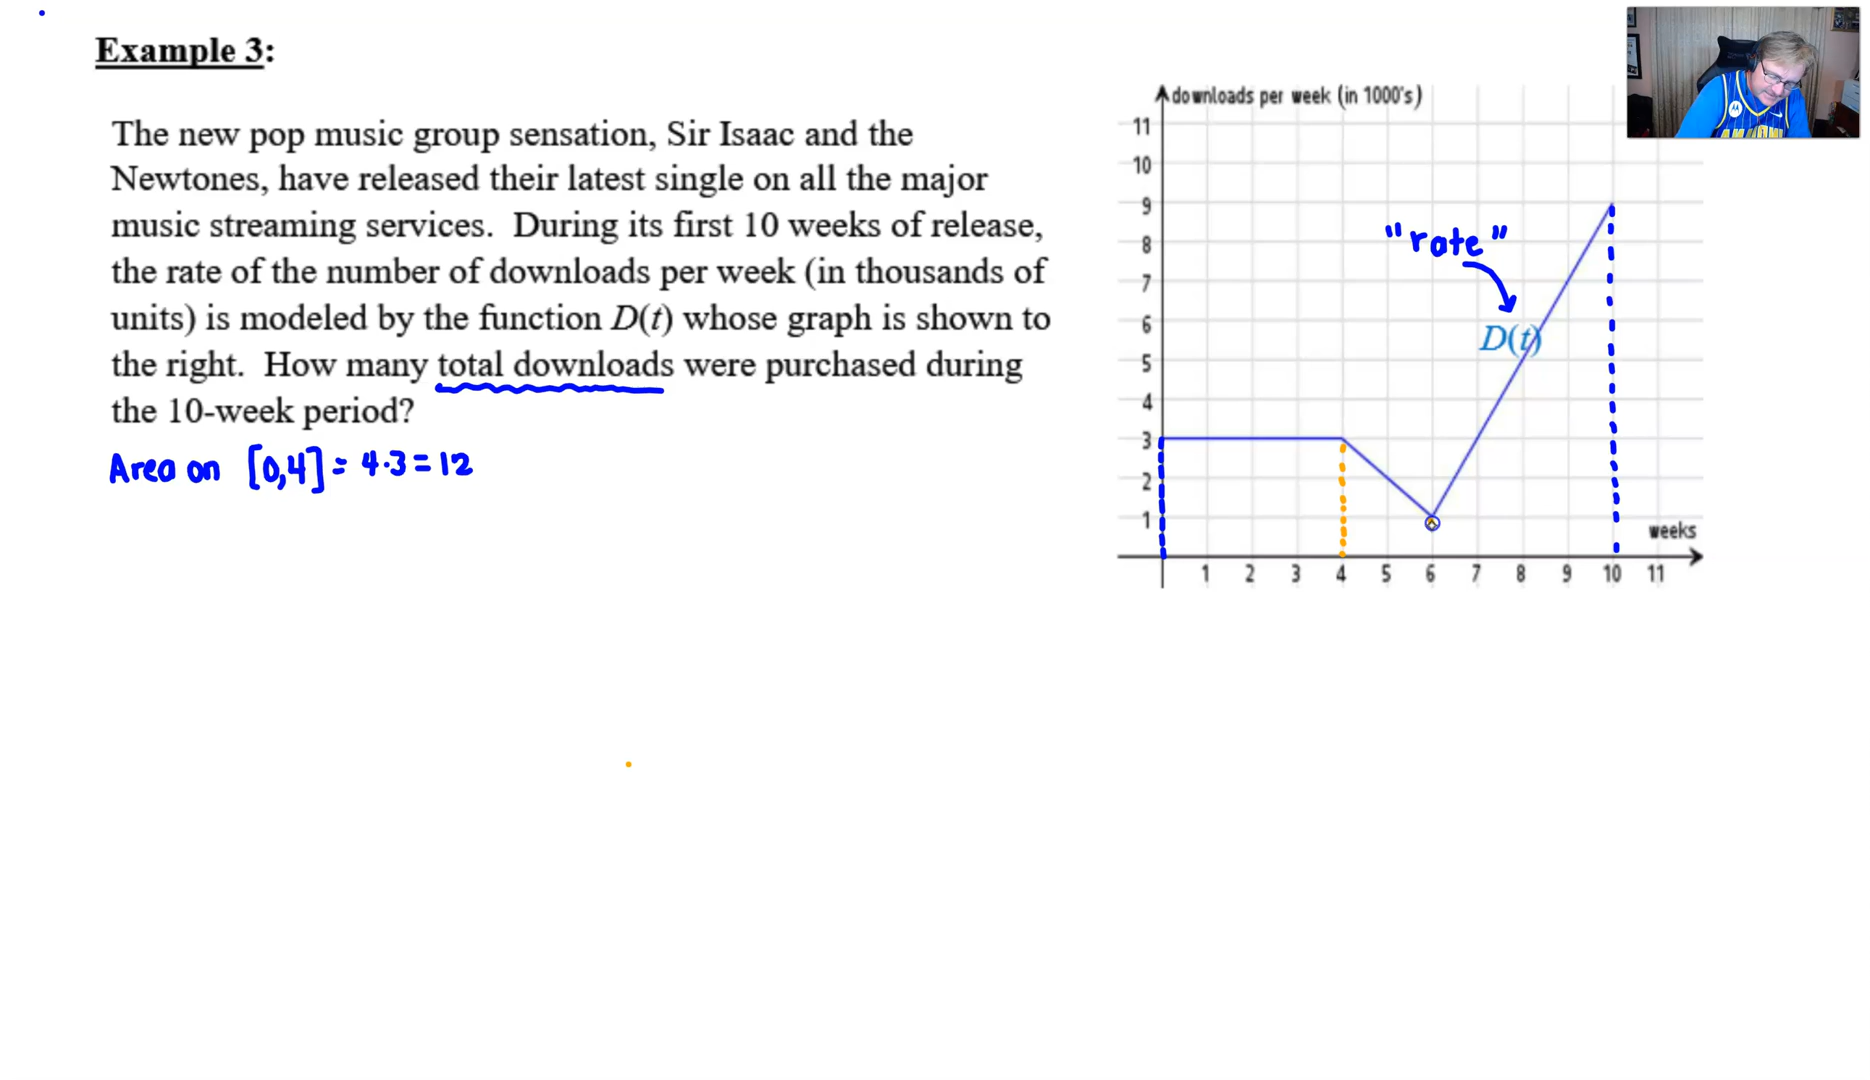 Example 3:
The new pop music group sensation, Sir Isaac and the
Newtones, have released their latest single on all the major
music streaming services. During its first 10 weeks of release,
the rate of the number of downloads per week (in thousands of
units) is modeled by the function D(t) whose graph is shown to
the right. How many total downloads were purchased during
the 10-week period?
Area on [0,4] = 4·3 = 12
downloads per week (in 1000's)
11
10
9
8
7
6
5
4
3
2
1
"rate"
D(t)
weeks
1 2 3 4 5 6 7 8 9 10 11